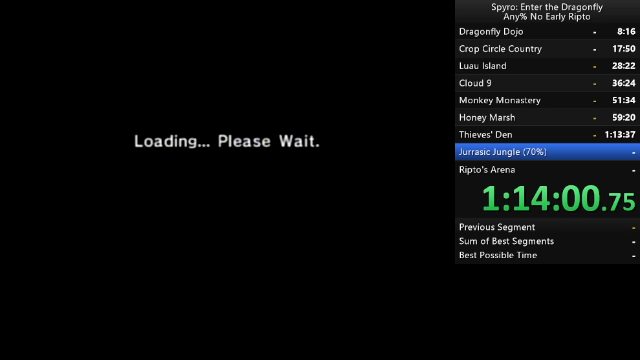 Loading... Please Wait.
Spyro: Enter the Dragonfly
Any% No Early Ripto
Dragonfly Dojo - 8:16
Crop Circle Country - 17:50
Luau Island - 28:22
Cloud 9 - 36:24
Monkey Monastery - 51:34
Honey Marsh - 59:20
Thieves' Den - 1:13:37
Jurrasic Jungle (70%) -
Ripto's Arena -
1:14:00.75
Previous Segment -
Sum of Best Segments -
Best Possible Time -